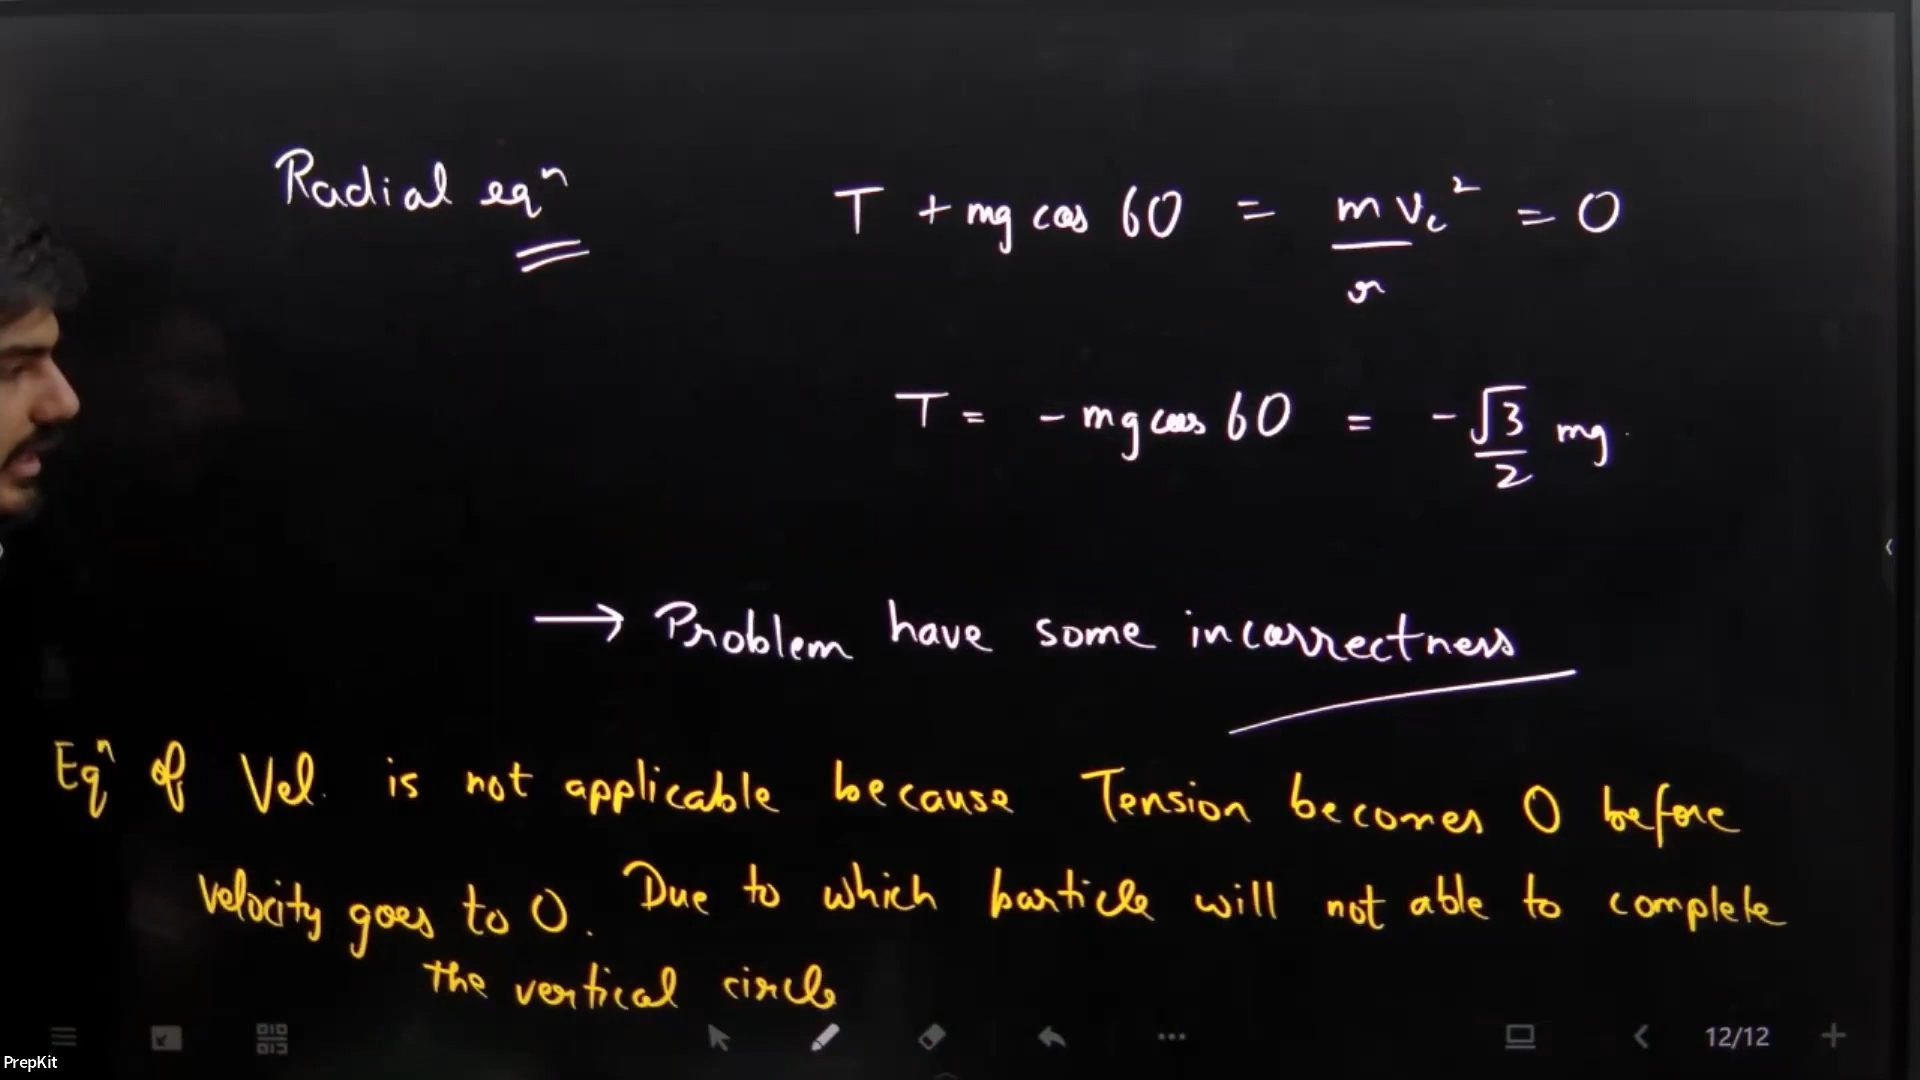 Radial eqⁿ
T + mg cos 60 = m v_c² / r = 0
T = - mg cos 60 = - √3/2 mg.
→ Problem have some incorrectness
Eqⁿ of Vel. is not applicable because Tension becomes 0 before
velocity goes to 0. Due to which particle will not able to complete
the vertical circle
12/12
PrepKit